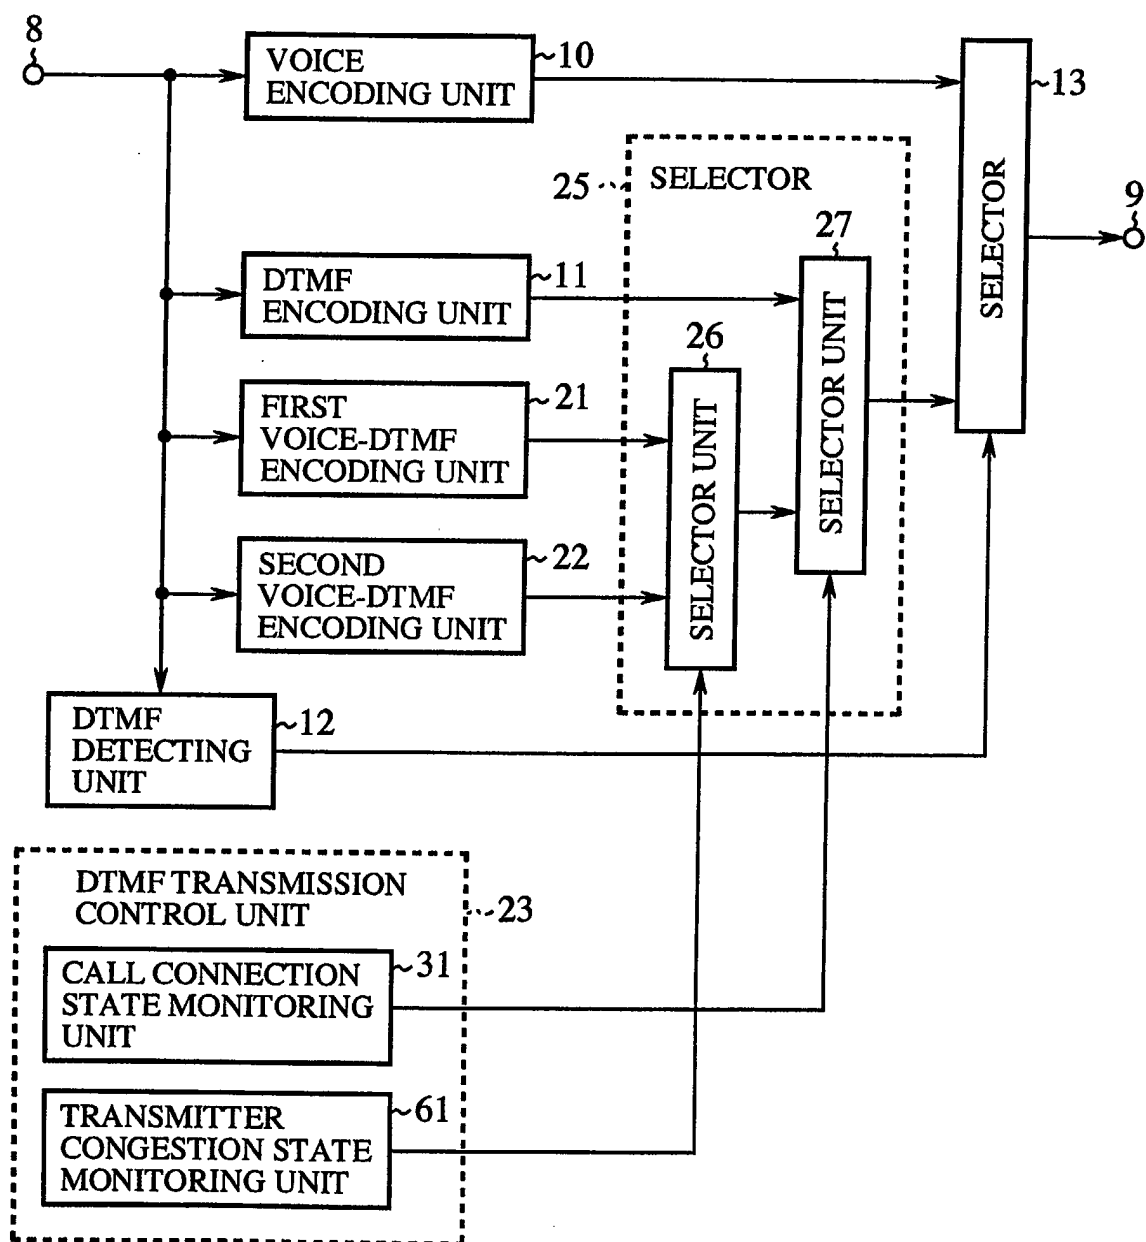 8
VOICE
ENCODING UNIT
10
13
SELECTOR
9
25
SELECTOR
27
SELECTOR UNIT
DTMF
ENCODING UNIT
11
26
SELECTOR UNIT
FIRST
VOICE-DTMF
ENCODING UNIT
21
SECOND
VOICE-DTMF
ENCODING UNIT
22
DTMF
DETECTING
UNIT
12
DTMF TRANSMISSION
CONTROL UNIT
23
CALL CONNECTION
STATE MONITORING
UNIT
31
TRANSMITTER
CONGESTION STATE
MONITORING UNIT
61